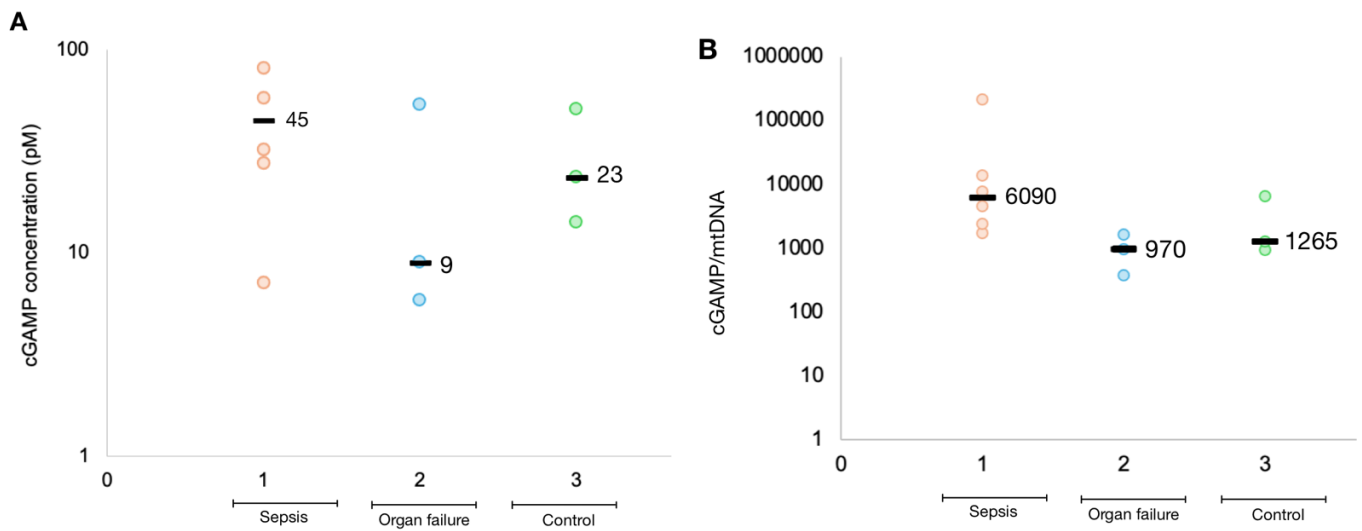 A
100
10
1
cGAMP concentration (pM)
45
9
23
0 1 2 3
Sepsis Organ failure Control
B
1000000
100000
10000
1000
100
10
1
cGAMP/mtDNA
6090
970
1265
0 1 2 3
Sepsis Organ failure Control